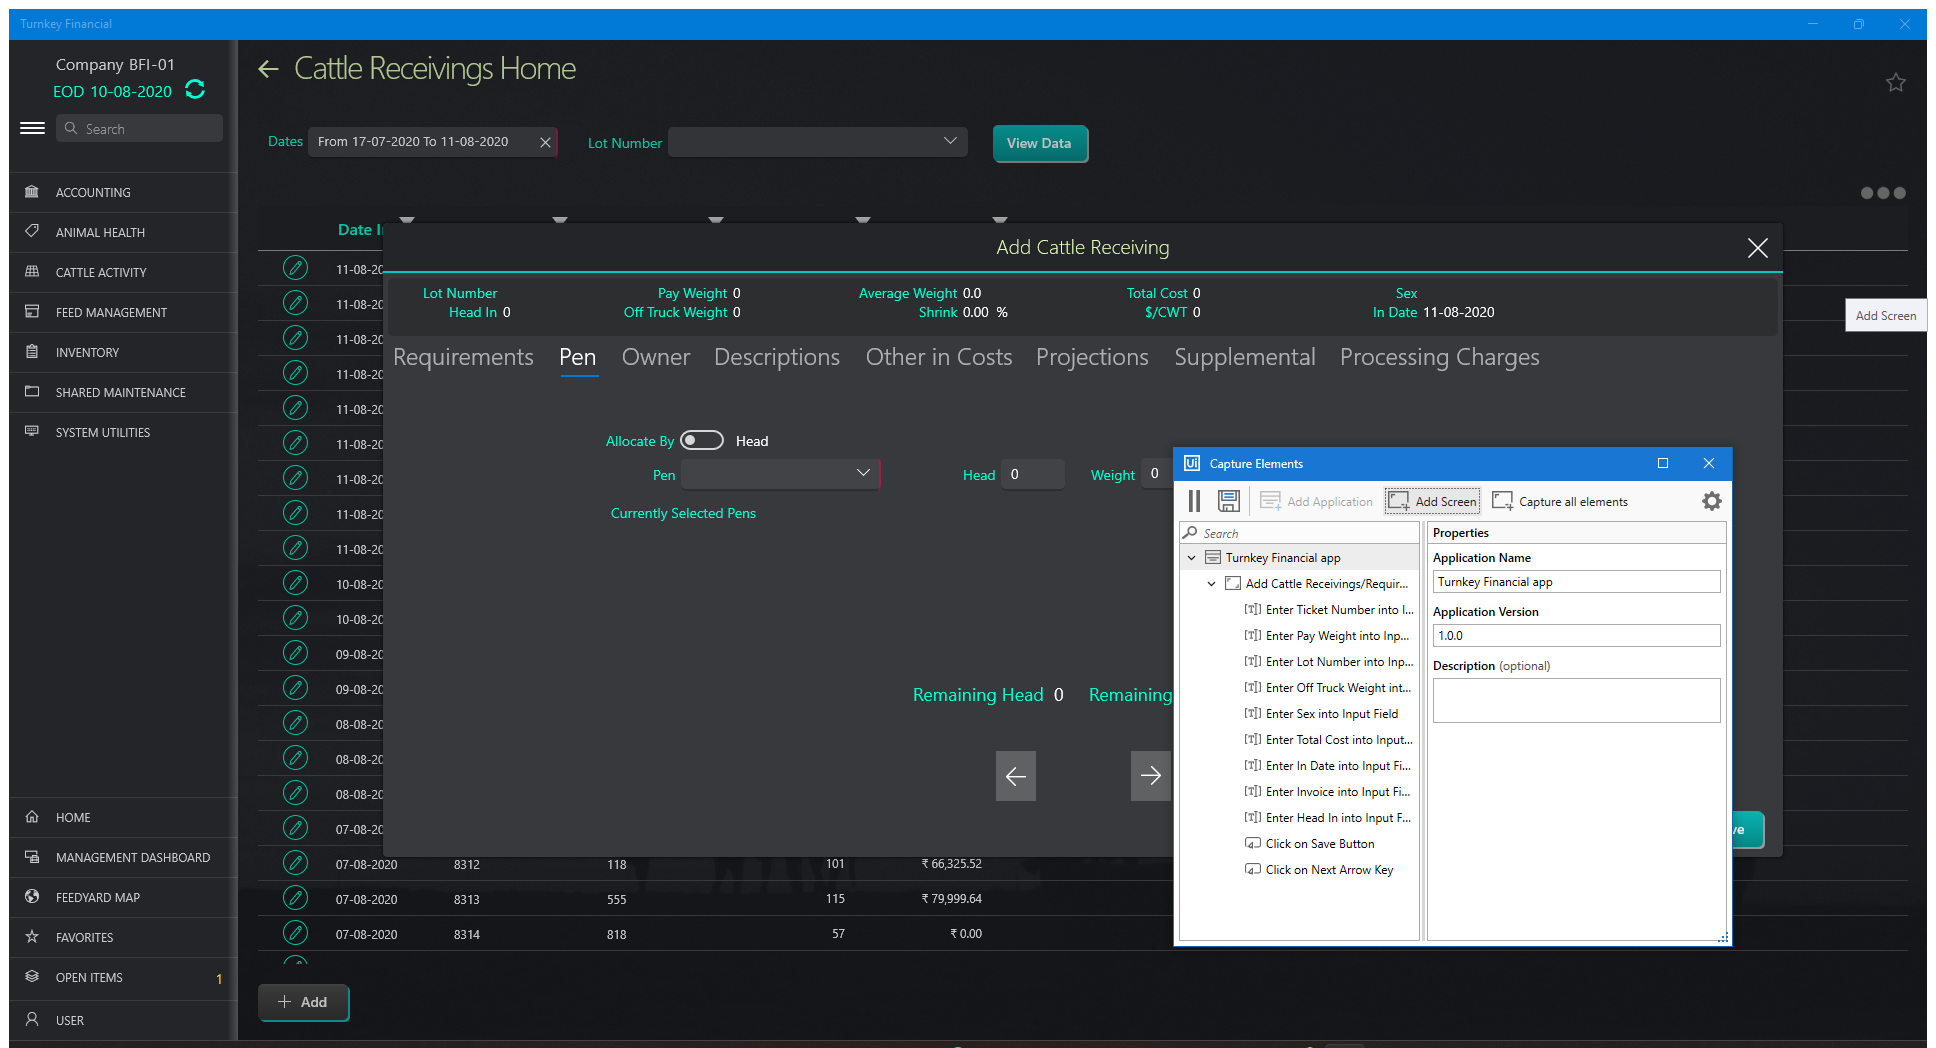 Turnkey Financial
Company BFI-01
EOD 10-08-2020
Search
ACCOUNTING
ANIMAL HEALTH
CATTLE ACTIVITY
FEED MANAGEMENT
INVENTORY
SHARED MAINTENANCE
SYSTEM UTILITIES
HOME
MANAGEMENT DASHBOARD
FEEDYARD MAP
FAVORITES
OPEN ITEMS 1
USER
Cattle Receivings Home
Dates From 17-07-2020 To 11-08-2020 Lot Number View Data
Date I
11-08-20
11-08-20
11-08-20
11-08-20
11-08-20
11-08-20
11-08-20
11-08-20
11-08-20
10-08-20
10-08-20
09-08-20
09-08-20
08-08-20
08-08-20
08-08-20
07-08-20
07-08-2020 8312 118 101 ₹ 66,325.52
07-08-2020 8313 555 115 ₹ 79,999.64
07-08-2020 8314 818 57 ₹ 0.00
Add
Add Cattle Receiving
Lot Number Pay Weight 0 Average Weight 0.0 Total Cost 0 Sex
Head In 0 Off Truck Weight 0 Shrink 0.00 % $/CWT 0 In Date 11-08-2020
Requirements Pen Owner Descriptions Other in Costs Projections Supplemental Processing Charges
Allocate By Head
Pen Head 0 Weight 0
Currently Selected Pens
Remaining Head 0 Remaining
ve
Add Screen
Ui Capture Elements
Add Application Add Screen Capture all elements
Search
Turnkey Financial app
Add Cattle Receivings/Requir...
Enter Ticket Number into I...
Enter Pay Weight into Inp...
Enter Lot Number into Inp...
Enter Off Truck Weight int...
Enter Sex into Input Field
Enter Total Cost into Input...
Enter In Date into Input Fi...
Enter Invoice into Input Fi...
Enter Head In into Input F...
Click on Save Button
Click on Next Arrow Key
Properties
Application Name
Turnkey Financial app
Application Version
1.0.0
Description (optional)